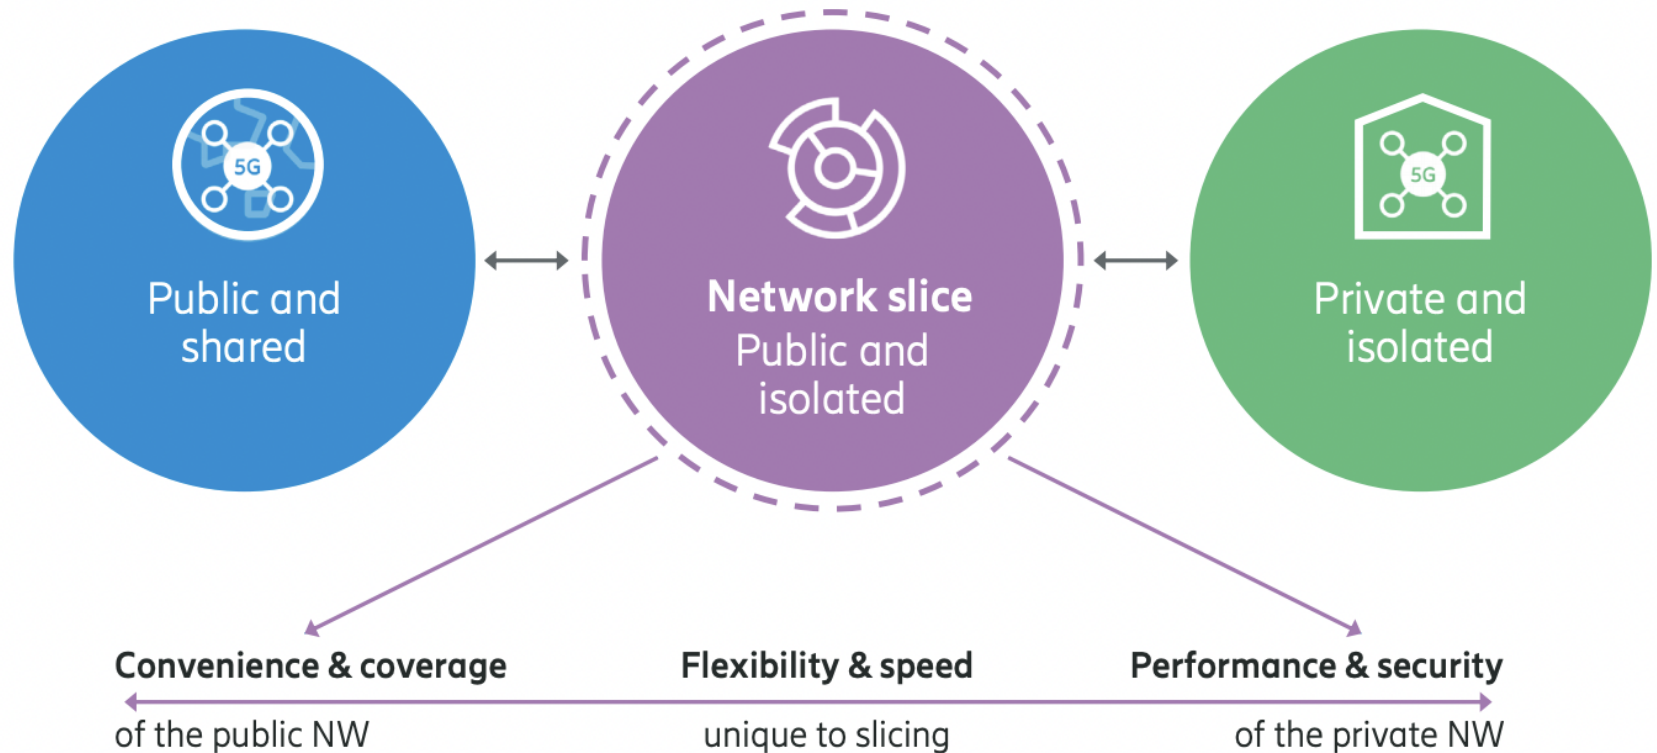 5G
Public and
shared
Network slice
Public and
isolated
5G
Private and
isolated
Convenience & coverage
of the public NW
Flexibility & speed
unique to slicing
Performance & security
of the private NW